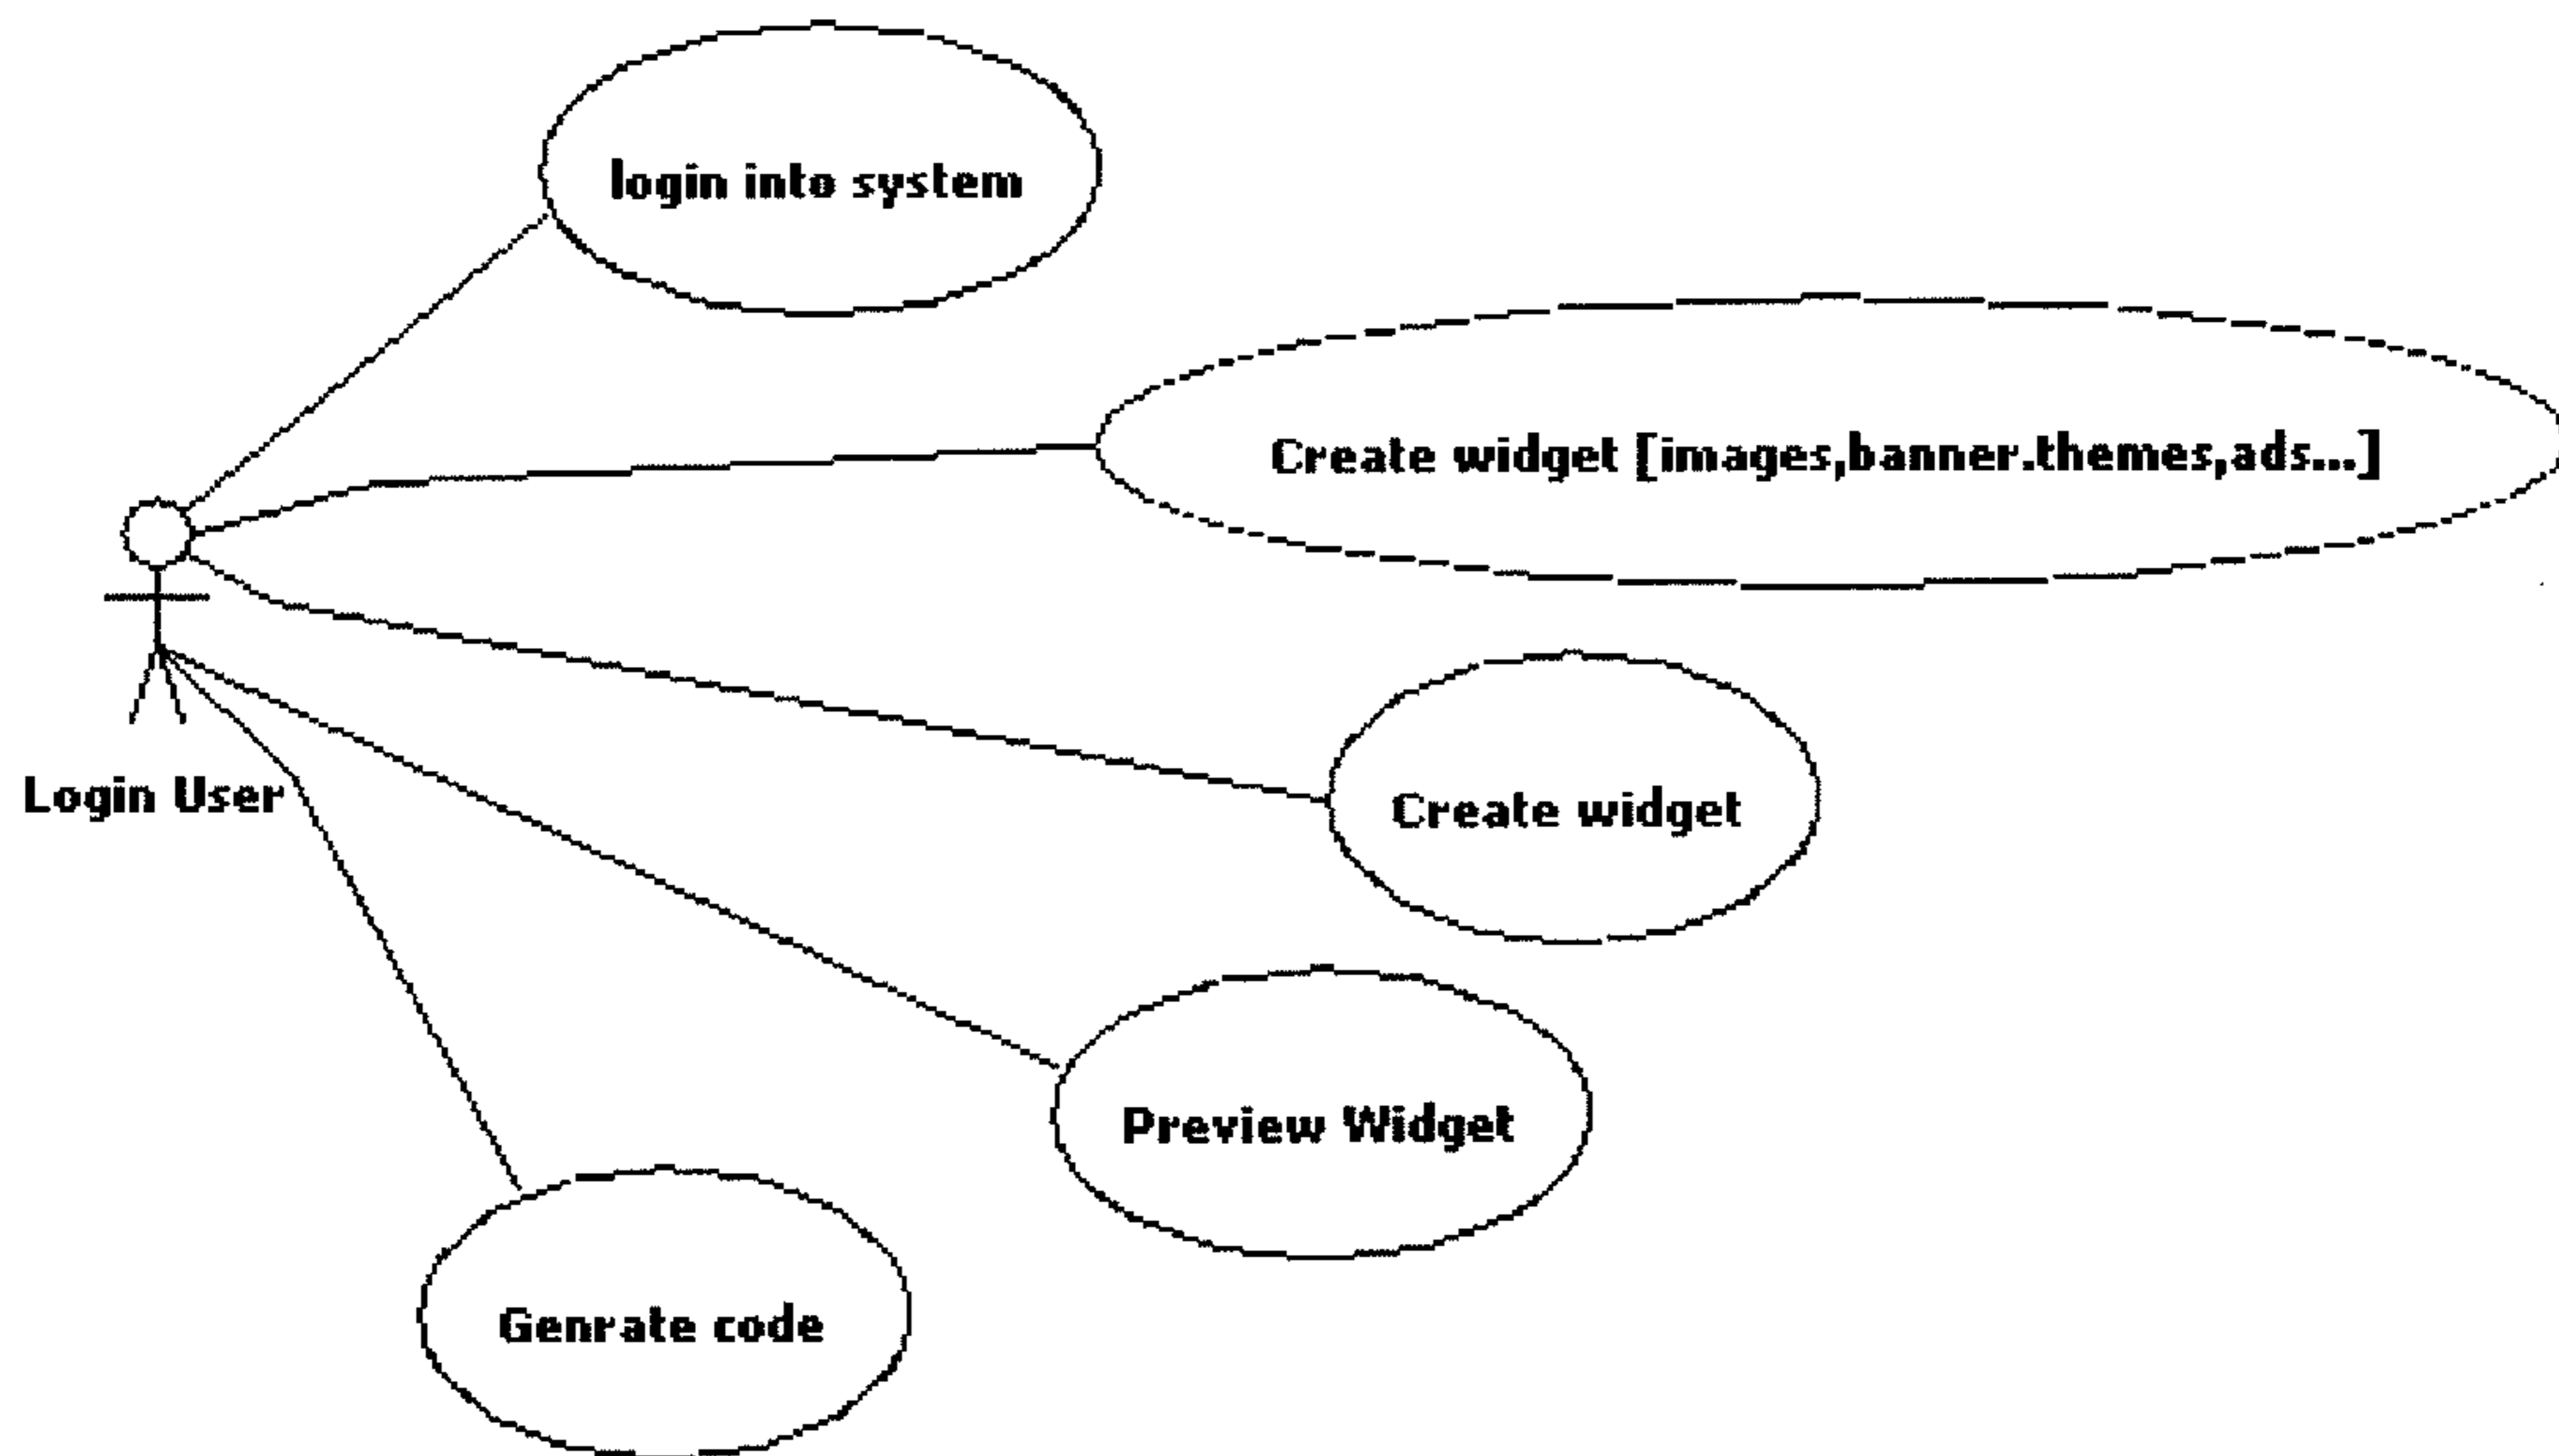 login into system
Create widget [images,banner.themes,ads...]
Login User
Create widget
Preview Widget
Genrate code